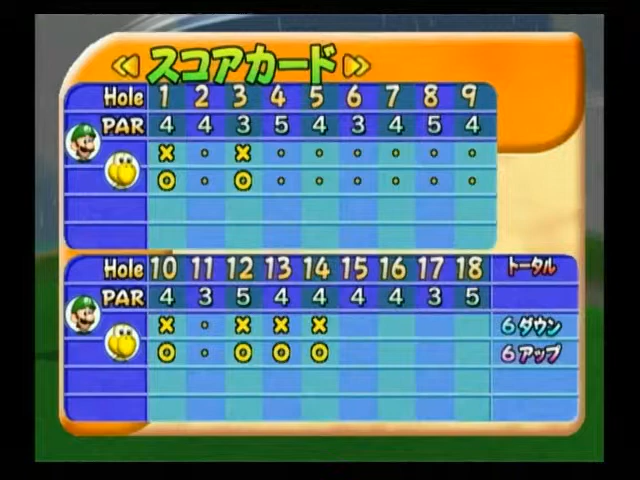 スコアカード
Hole 1 2 3 4 5 6 7 8 9
PAR 4 4 3 5 4 3 4 5 4
X • X • • • • • •
O • O • • • • • •
Hole 10 11 12 13 14 15 16 17 18 トータル
PAR 4 3 5 4 4 4 4 3 5
X • X X X 6ダウン
O • O O O 6アップ